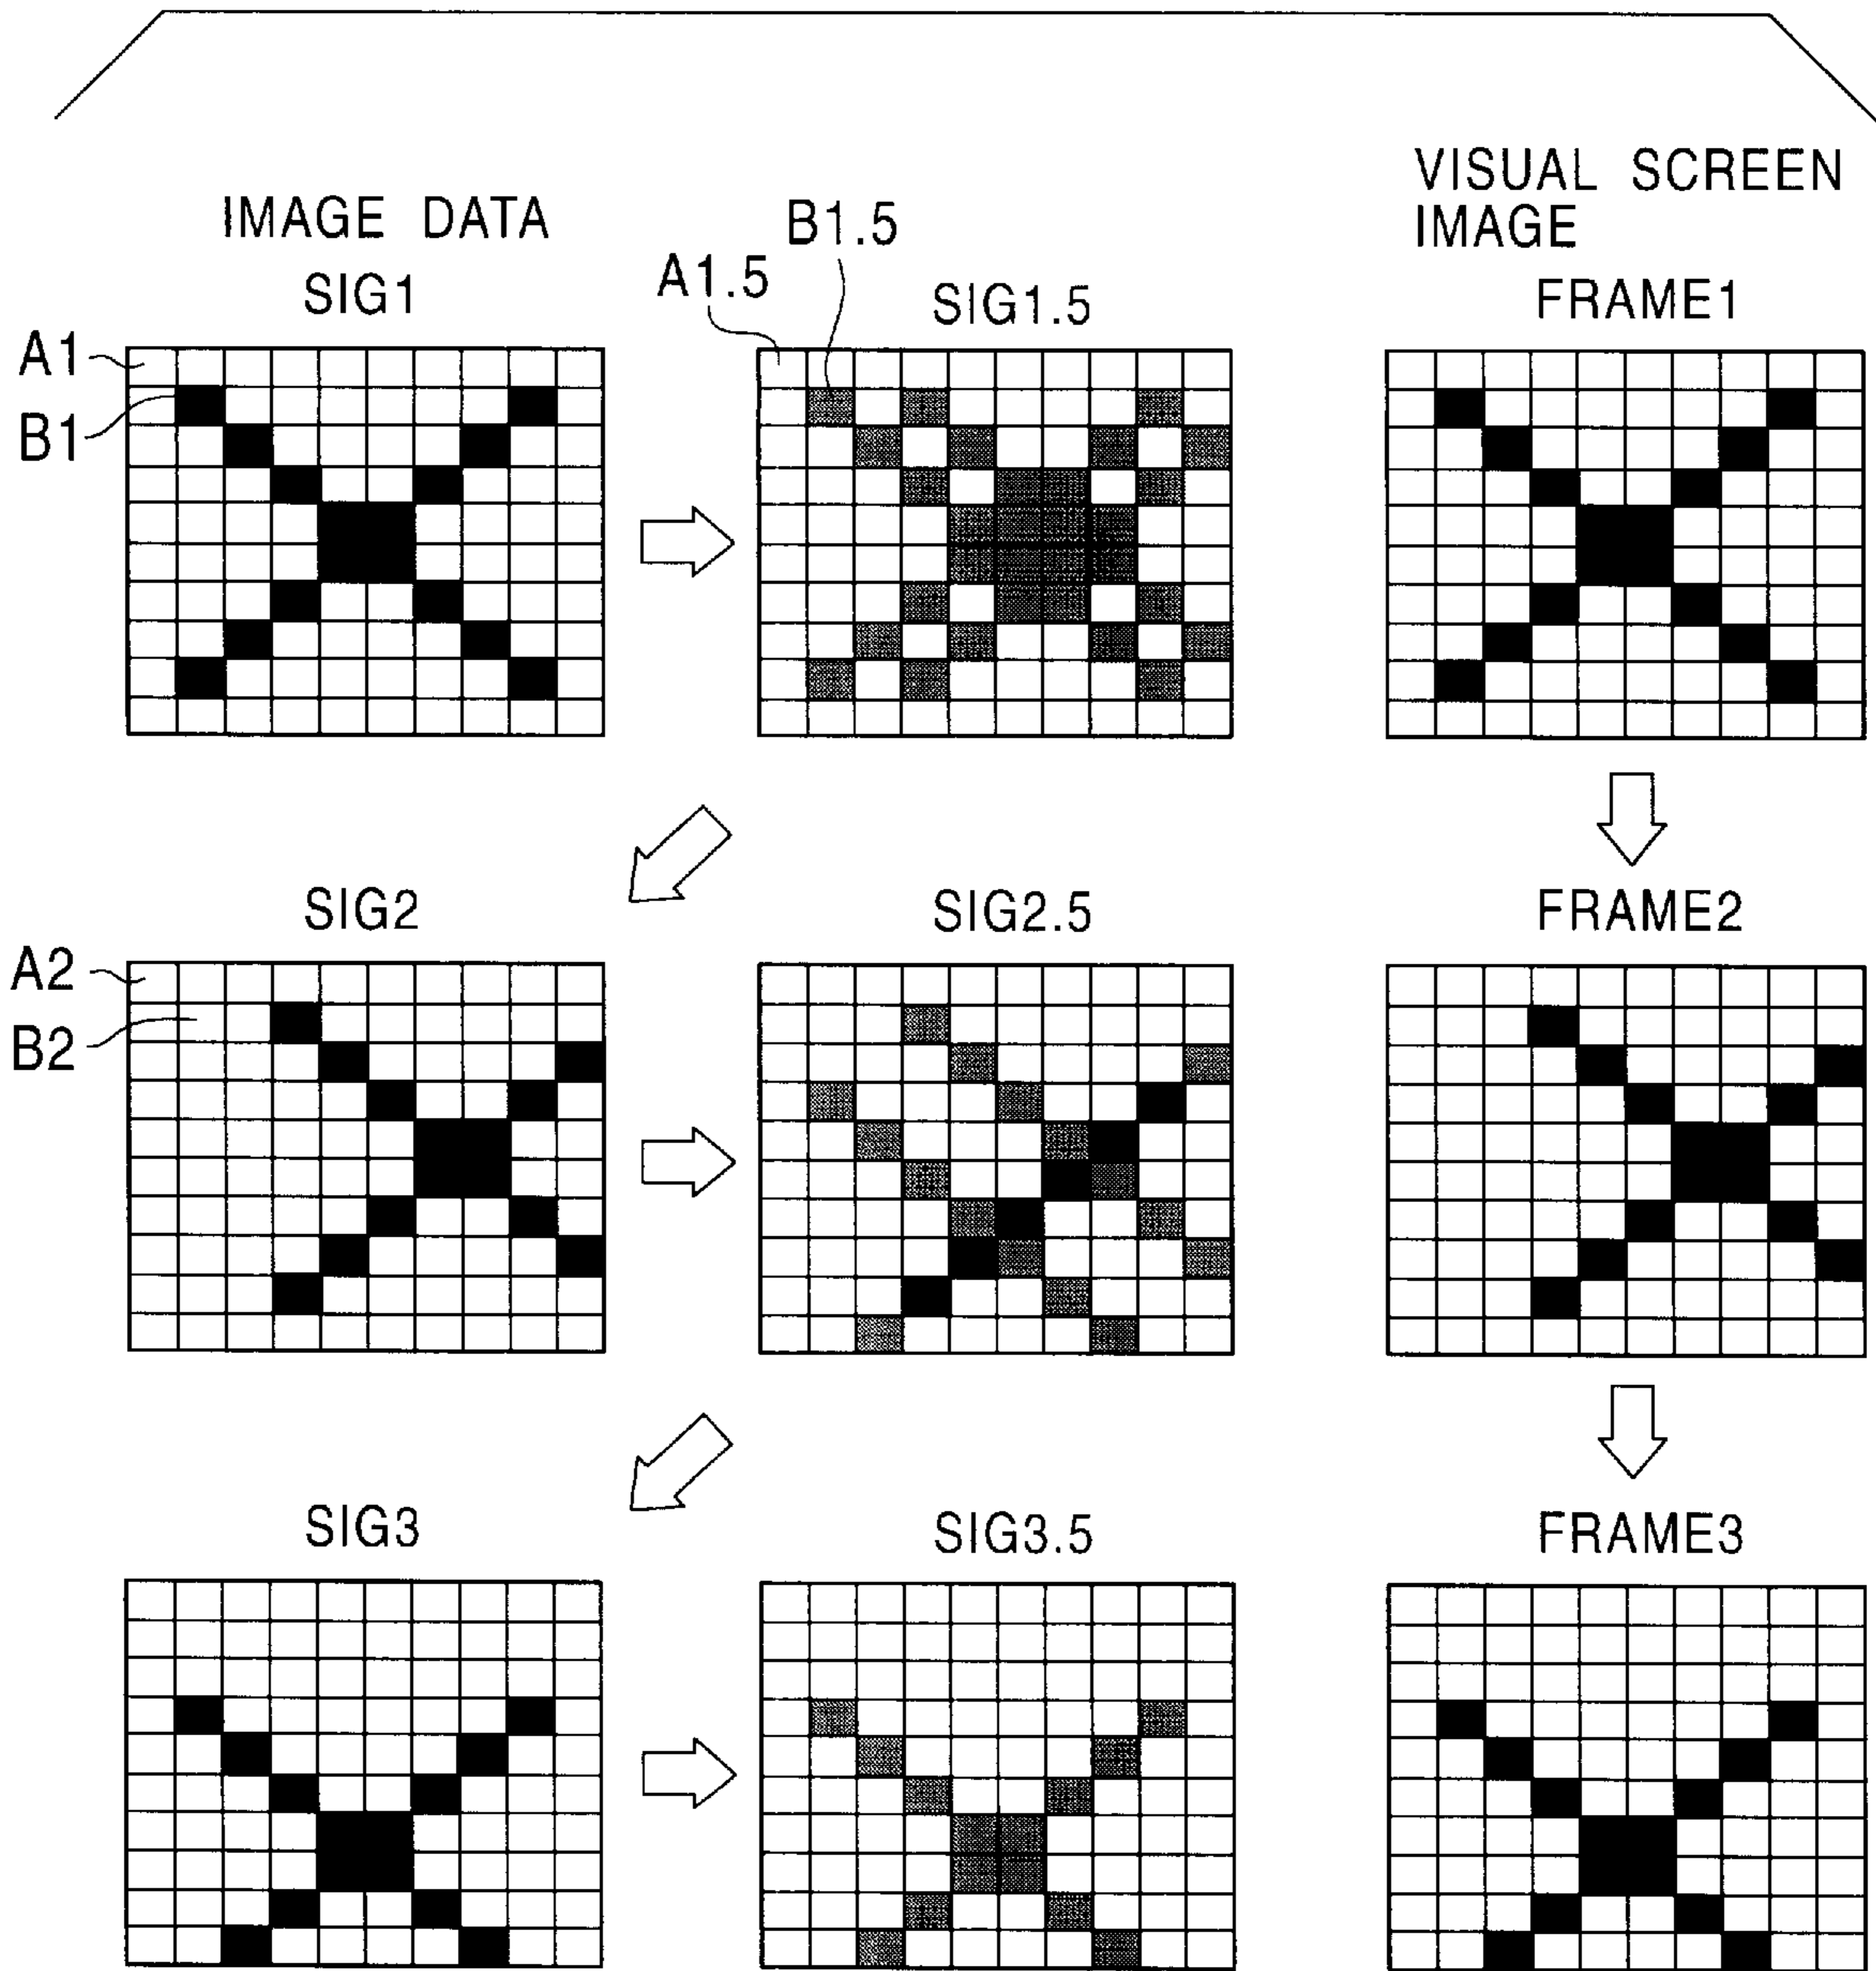 IMAGE DATA
VISUAL SCREEN
IMAGE
SIG1
A1.5
B1.5
SIG1.5
FRAME1
A1
B1
SIG2
SIG2.5
FRAME2
A2
B2
SIG3
SIG3.5
FRAME3